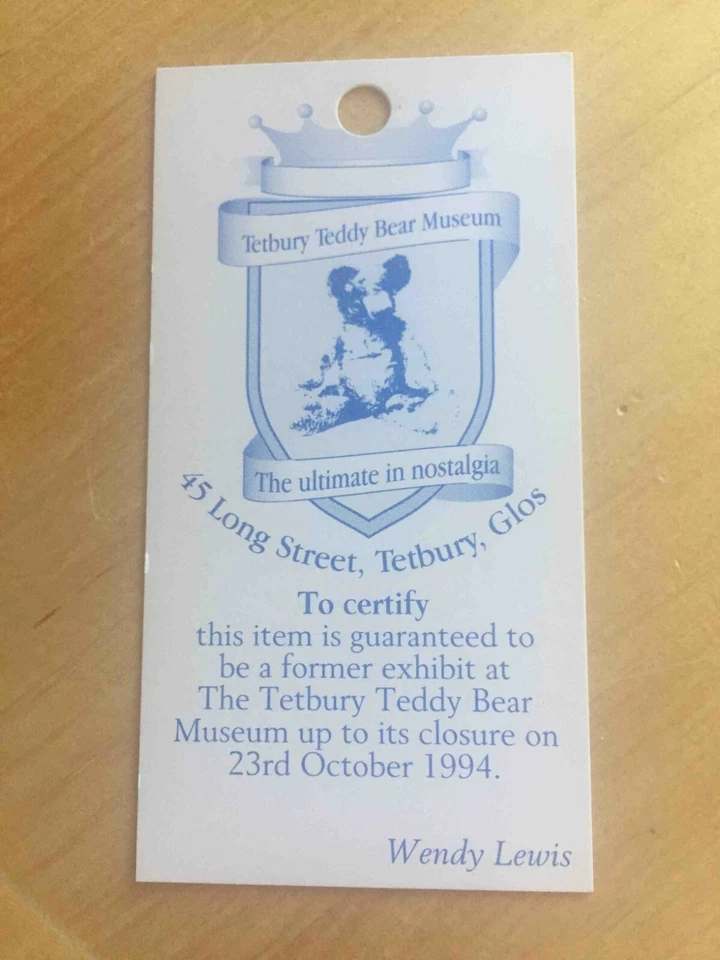 Tetbury Teddy Bear Museum
The ultimate in nostalgia
45 Long Street, Tetbury, Glos
To certify
this item is guaranteed to
be a former exhibit at
The Tetbury Teddy Bear
Museum up to its closure on
23rd October 1994.
Wendy Lewis